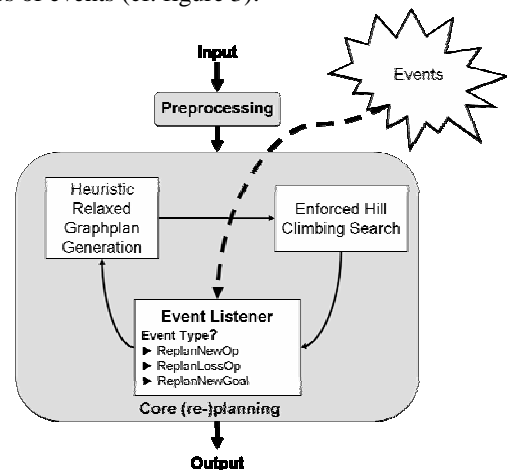 s of events (cf. figure 3).
Input
Events
Preprocessing
Heuristic
Relaxed
Graphplan
Generation
Enforced Hill
Climbing Search
Event Listener
Event Type?
► ReplanNewOp
► ReplanLossOp
► ReplanNewGoal
Core (re-)planning
Output